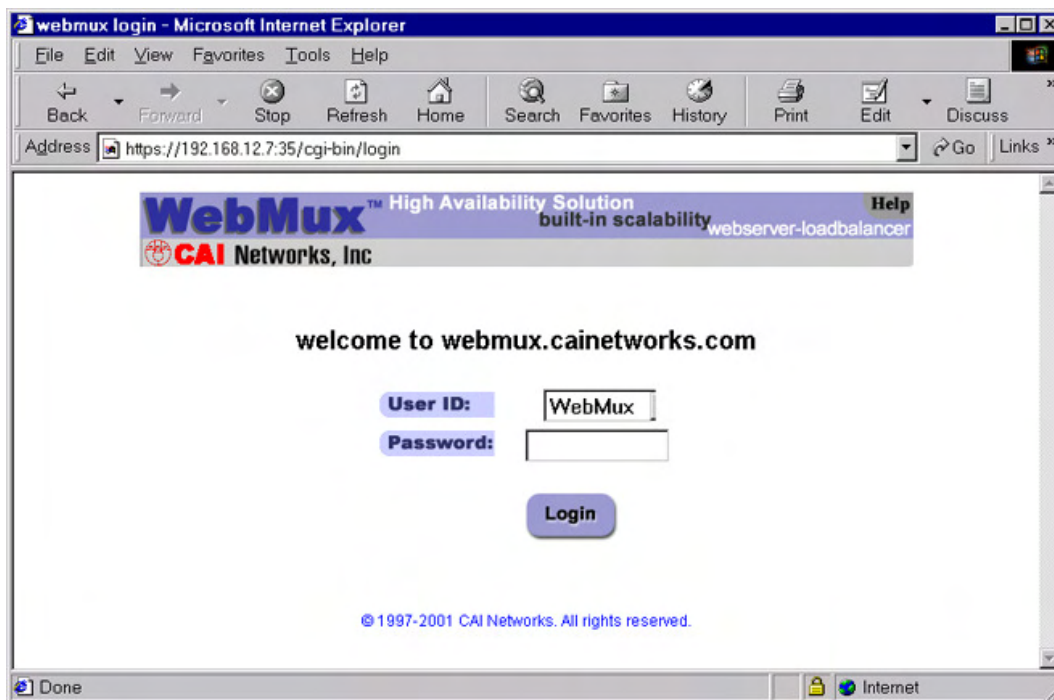 webmux login - Microsoft Internet Explorer
File Edit View Favorites Tools Help
Back Forward Stop Refresh Home Search Favorites History Print Edit Discuss »
Address https://192.168.12.7:35/cgi-bin/login Go Links »
WebMux™ High Availability Solution Help
built-in scalability
webserver-loadbalancer
CAI Networks, Inc
welcome to webmux.cainetworks.com
User ID: WebMux
Password:
Login
© 1997-2001 CAI Networks. All rights reserved.
Done Internet